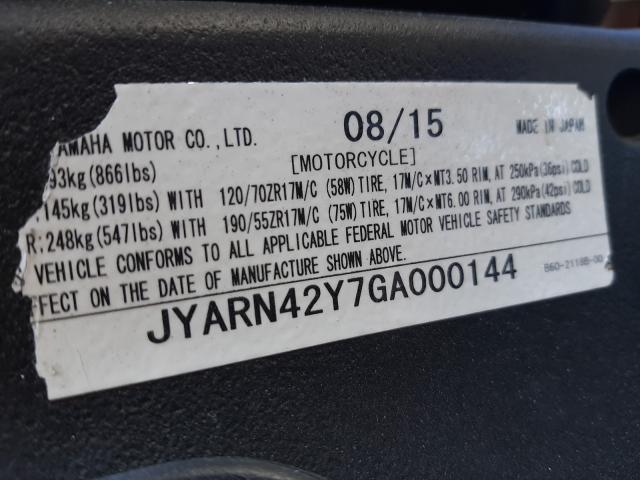 YAMAHA MOTOR CO.,LTD. 08/15 MADE IN JAPAN
93kg(866lbs) [MOTORCYCLE]
:145kg(319lbs) WITH 120/70ZR17M/C (58W) TIRE, 17M/C×MT3.50 RIM, AT 250kPa(36psi) COLD
R:248kg(547lbs) WITH 190/55ZR17M/C (75W) TIRE, 17M/C×MT6.00 RIM, AT 290kPa(42psi) COLD
VEHICLE CONFORMS TO ALL APPLICABLE FEDERAL MOTOR VEHICLE SAFETY STANDARDS
FFECT ON THE DATE OF MANUFACTURE SHOWN ABOVE.
JYARN42Y7GA000144 B60-2118B-00